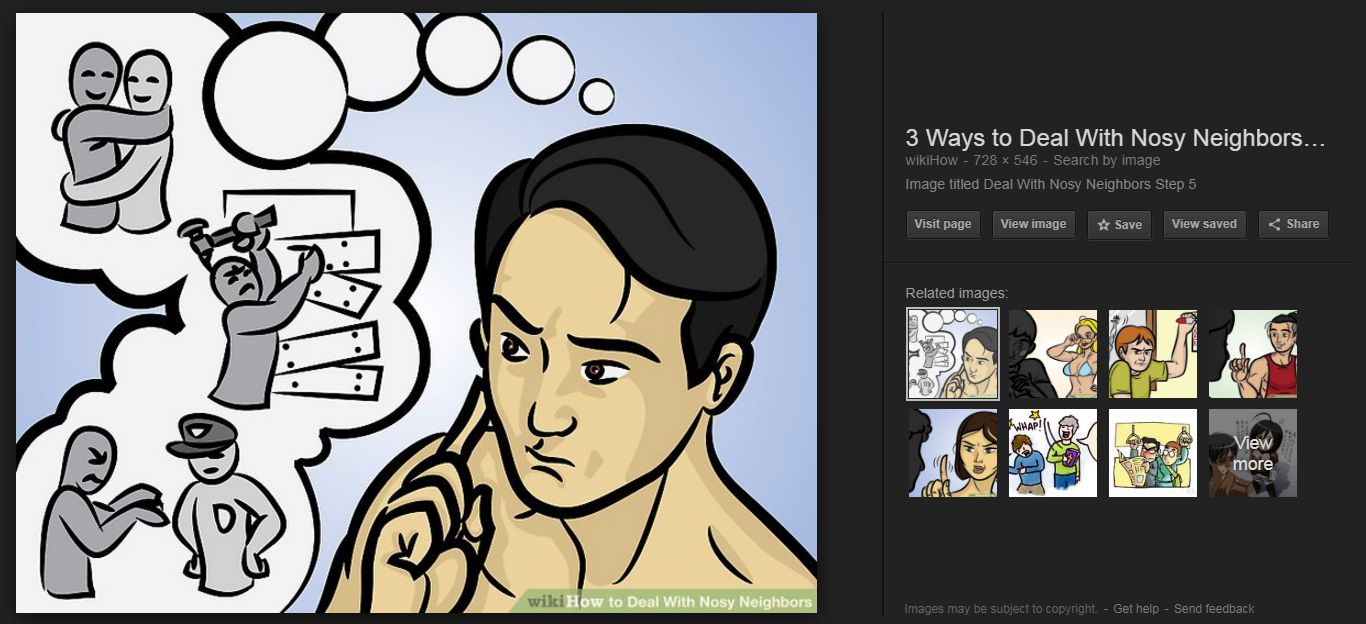 3 Ways to Deal With Nosy Neighbors...
wikiHow - 728 × 546 - Search by image
Image titled Deal With Nosy Neighbors Step 5
Visit page
View image
Save
View saved
Share
Related images:
WHAP!
View
more
wikiHow to Deal With Nosy Neighbors
Images may be subject to copyright. - Get help - Send feedback